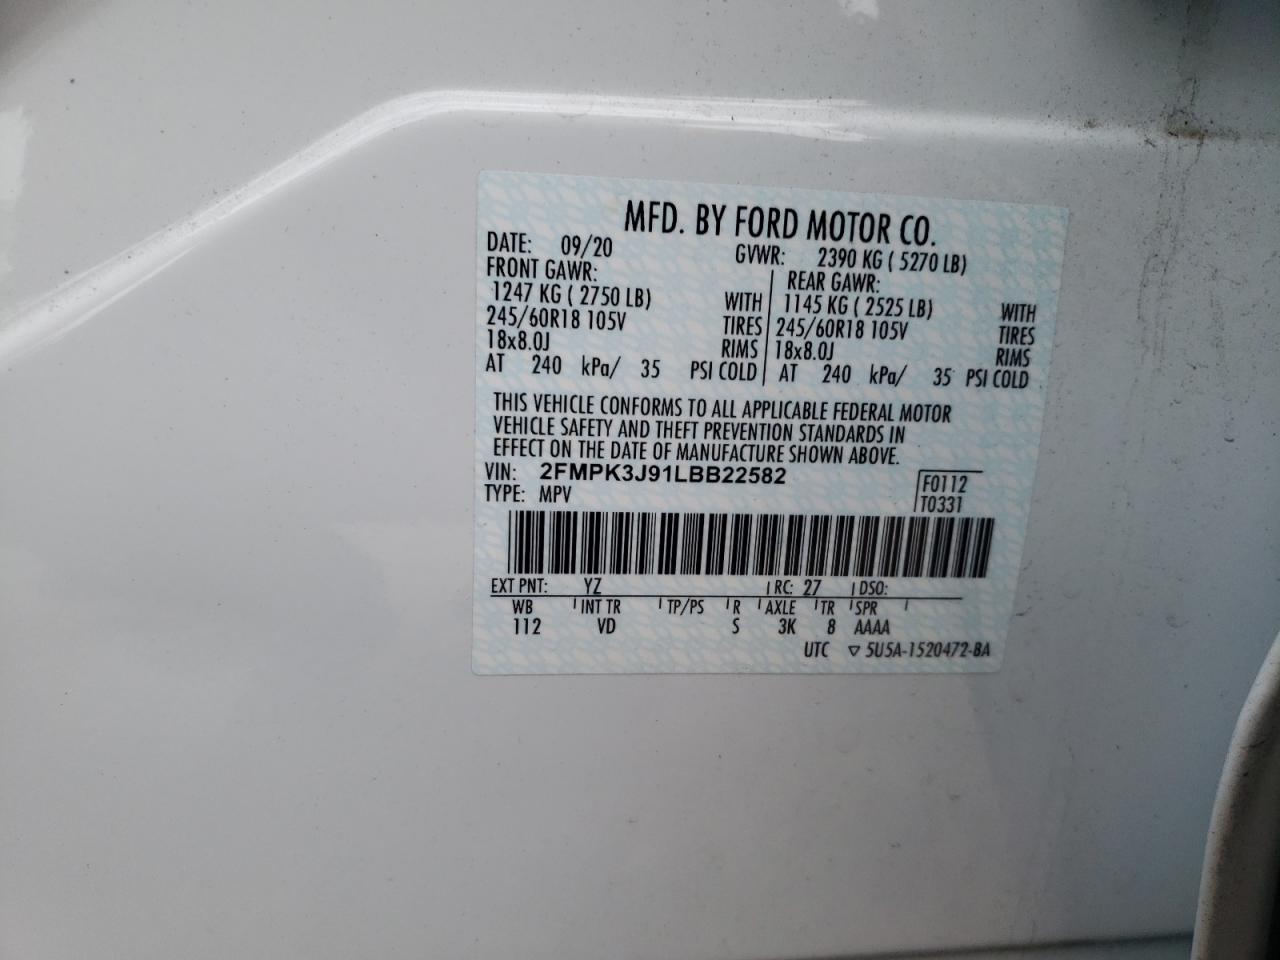 MFD. BY FORD MOTOR CO.
DATE: 09/20 GVWR: 2390 KG ( 5270 LB)
FRONT GAWR: REAR GAWR:
1247 KG ( 2750 LB) WITH 1145 KG ( 2525 LB) WITH
245/60R18 105V TIRES 245/60R18 105V TIRES
18x8.0J RIMS 18x8.0J RIMS
AT 240 kPa/ 35 PSI COLD AT 240 kPa/ 35 PSI COLD
THIS VEHICLE CONFORMS TO ALL APPLICABLE FEDERAL MOTOR
VEHICLE SAFETY AND THEFT PREVENTION STANDARDS IN
EFFECT ON THE DATE OF MANUFACTURE SHOWN ABOVE.
VIN: 2FMPK3J91LBB22582 F0112
TYPE: MPV T0331
EXT PNT: YZ RC: 27 DSO:
WB INT TR TP/PS R AXLE TR SPR
112 VD S 3K 8 AAAA
UTC ▽ 5U5A-1520472-BA